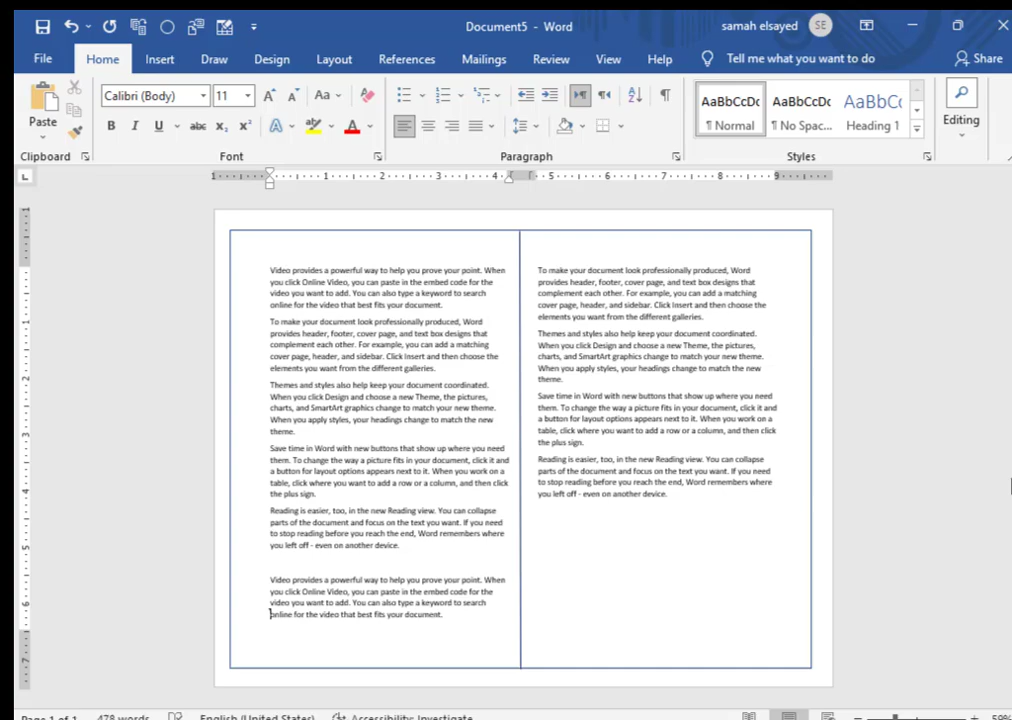 Document5 - Word
samah elsayed SE
File Home Insert Draw Design Layout References Mailings Review View Help Tell me what you want to do Share
Calibri (Body) 11 A A Aa A
AaBbCcDc AaBbCcDc AaBbCc
Paste B I U abc x₂ x² A A
¶ Normal ¶ No Spac... Heading 1 Editing
Clipboard Font Paragraph Styles
1 1 2 3 4 5 6 7 8 9
Video provides a powerful way to help you prove your point. When
you click Online Video, you can paste in the embed code for the
video you want to add. You can also type a keyword to search
online for the video that best fits your document.
To make your document look professionally produced, Word
provides header, footer, cover page, and text box designs that
complement each other. For example, you can add a matching
cover page, header, and sidebar. Click Insert and then choose the
elements you want from the different galleries.
Themes and styles also help keep your document coordinated.
When you click Design and choose a new Theme, the pictures,
charts, and SmartArt graphics change to match your new theme.
When you apply styles, your headings change to match the new
theme.
Save time in Word with new buttons that show up where you need
them. To change the way a picture fits in your document, click it and
a button for layout options appears next to it. When you work on a
table, click where you want to add a row or a column, and then click
the plus sign.
Reading is easier, too, in the new Reading view. You can collapse
parts of the document and focus on the text you want. If you need
to stop reading before you reach the end, Word remembers where
you left off - even on another device.
Video provides a powerful way to help you prove your point. When
you click Online Video, you can paste in the embed code for the
video you want to add. You can also type a keyword to search
online for the video that best fits your document.
To make your document look professionally produced, Word
provides header, footer, cover page, and text box designs that
complement each other. For example, you can add a matching
cover page, header, and sidebar. Click Insert and then choose the
elements you want from the different galleries.
Themes and styles also help keep your document coordinated.
When you click Design and choose a new Theme, the pictures,
charts, and SmartArt graphics change to match your new theme.
When you apply styles, your headings change to match the new
theme.
Save time in Word with new buttons that show up where you need
them. To change the way a picture fits in your document, click it and
a button for layout options appears next to it. When you work on a
table, click where you want to add a row or a column, and then click
the plus sign.
Reading is easier, too, in the new Reading view. You can collapse
parts of the document and focus on the text you want. If you need
to stop reading before you reach the end, Word remembers where
you left off - even on another device.
Page 1 of 1 478 words English (United States) Accessibility: Investigate 59%